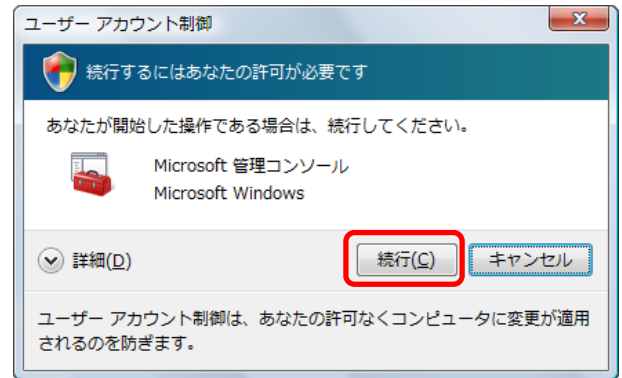 ユーザー アカウント制御
続行するにはあなたの許可が必要です
あなたが開始した操作である場合は、続行してください。
Microsoft 管理コンソール
Microsoft Windows
詳細(D)
続行(C)
キャンセル
ユーザー アカウント制御は、あなたの許可なくコンピュータに変更が適用
されるのを防ぎます。